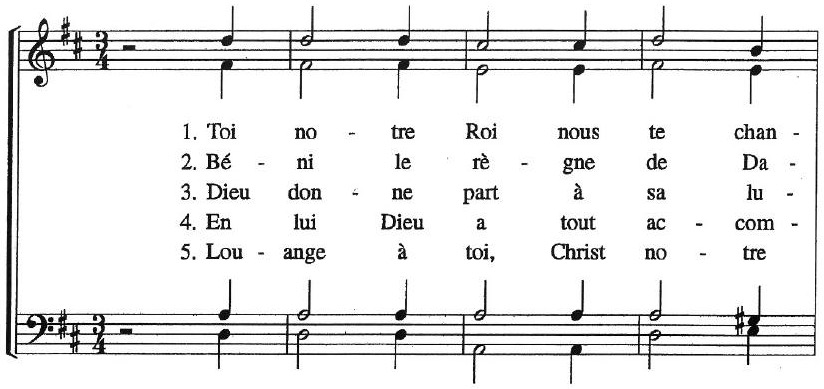 1. Toi no - tre Roi nous te chan -
2. Bé - ni le rè - gne de Da -
3. Dieu don - ne part à sa lu -
4. En lui Dieu a tout ac - com -
5. Lou - ange à toi, Christ no - tre